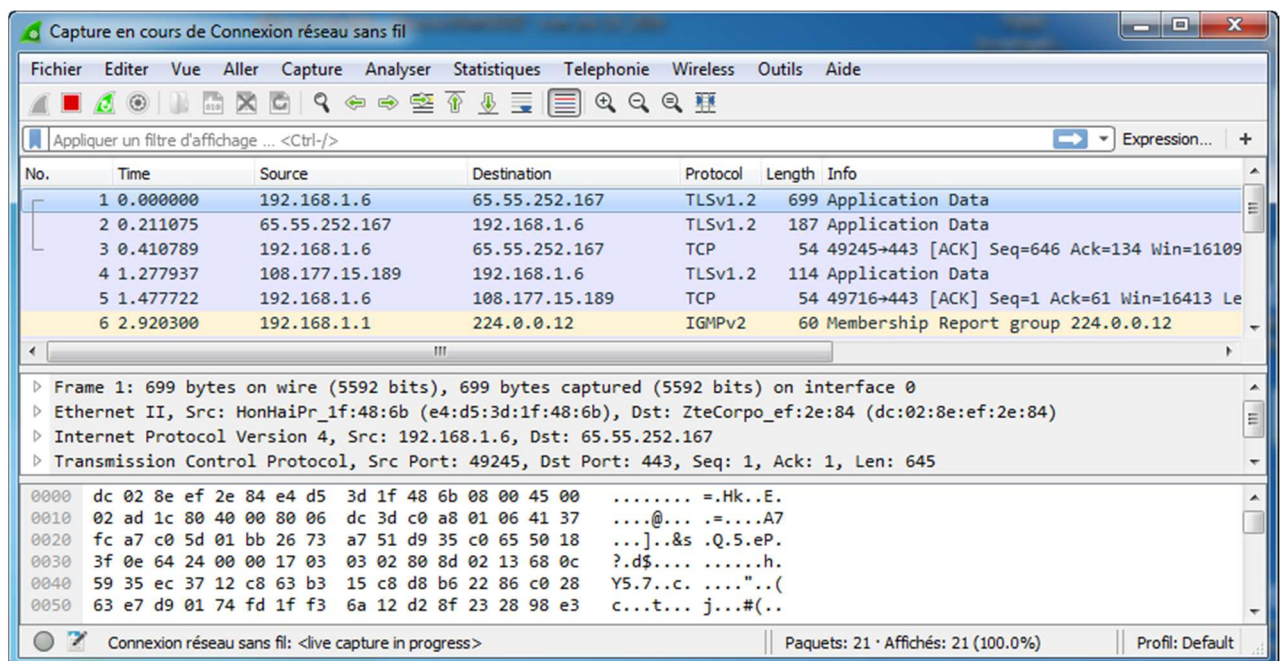 Capture en cours de Connexion réseau sans fil
Fichier Editer Vue Aller Capture Analyser Statistiques Telephonie Wireless Outils Aide
Appliquer un filtre d'affichage ... <Ctrl-/> Expression... +
No. Time Source Destination Protocol Length Info
1 0.000000 192.168.1.6 65.55.252.167 TLSv1.2 699 Application Data
2 0.211075 65.55.252.167 192.168.1.6 TLSv1.2 187 Application Data
3 0.410789 192.168.1.6 65.55.252.167 TCP 54 49245→443 [ACK] Seq=646 Ack=134 Win=16109
4 1.277937 108.177.15.189 192.168.1.6 TLSv1.2 114 Application Data
5 1.477722 192.168.1.6 108.177.15.189 TCP 54 49716→443 [ACK] Seq=1 Ack=61 Win=16413 Le
6 2.920300 192.168.1.1 224.0.0.12 IGMPv2 60 Membership Report group 224.0.0.12
Frame 1: 699 bytes on wire (5592 bits), 699 bytes captured (5592 bits) on interface 0
Ethernet II, Src: HonHaiPr_1f:48:6b (e4:d5:3d:1f:48:6b), Dst: ZteCorpo_ef:2e:84 (dc:02:8e:ef:2e:84)
Internet Protocol Version 4, Src: 192.168.1.6, Dst: 65.55.252.167
Transmission Control Protocol, Src Port: 49245, Dst Port: 443, Seq: 1, Ack: 1, Len: 645
0000 dc 02 8e ef 2e 84 e4 d5 3d 1f 48 6b 08 00 45 00 ........ =.Hk..E.
0010 02 ad 1c 80 40 00 80 06 dc 3d c0 a8 01 06 41 37 ....@... .=....A7
0020 fc a7 c0 5d 01 bb 26 73 a7 51 d9 35 c0 65 50 18 ...]..&s .Q.5.eP.
0030 3f 0e 64 24 00 00 17 03 03 02 80 8d 02 13 68 0c ?.d$.... ......h.
0040 59 35 ec 37 12 c8 63 b3 15 c8 d8 b6 22 86 c0 28 Y5.7..c. ...."..(
0050 63 e7 d9 01 74 fd 1f f3 6a 12 d2 8f 23 28 98 e3 c...t... j...#(..
Connexion réseau sans fil: <live capture in progress> Paquets: 21 · Affichés: 21 (100.0%) Profil: Default